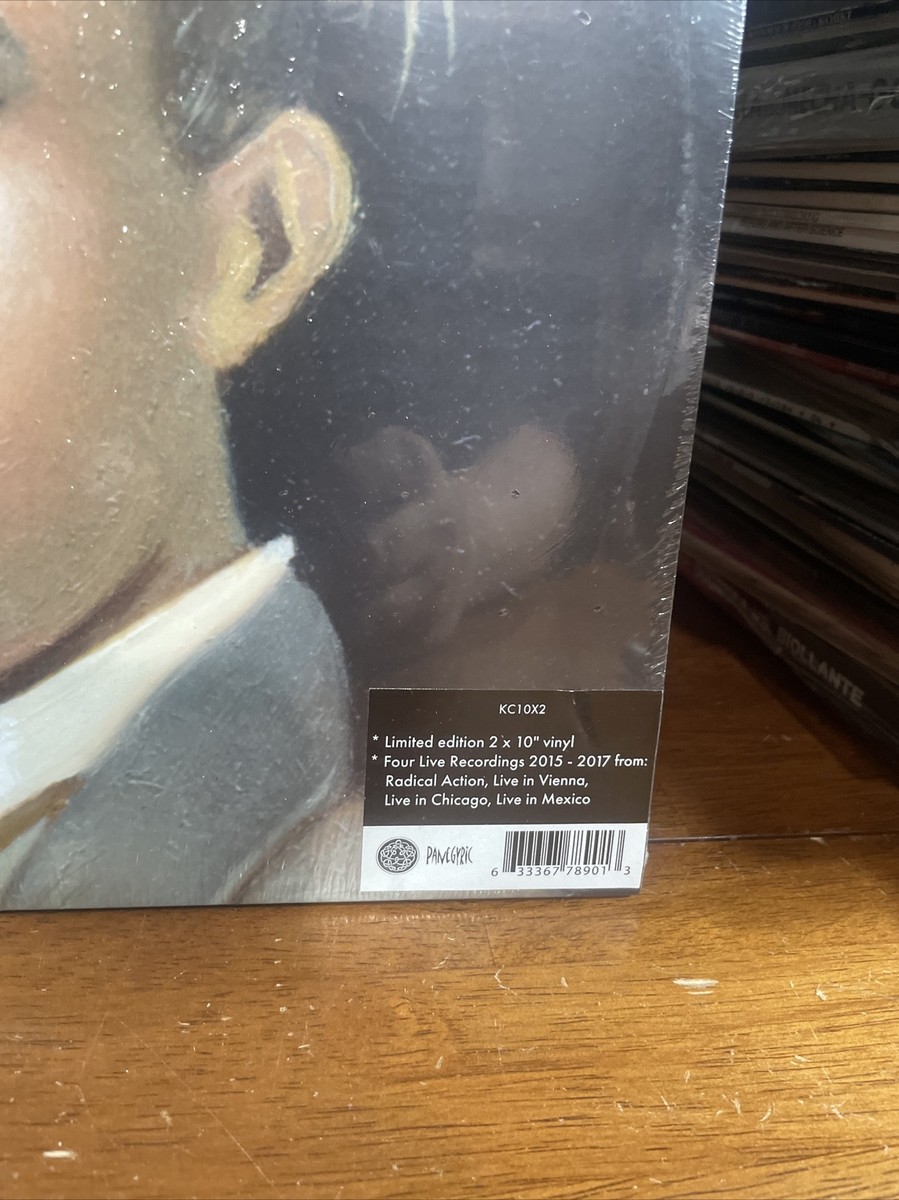 KC10X2
* Limited edition 2 x 10" vinyl
* Four Live Recordings 2015 - 2017 from:
Radical Action, Live in Vienna,
Live in Chicago, Live in Mexico
PANEGYRIC
6 33367 78901 3
BIOLLANTE